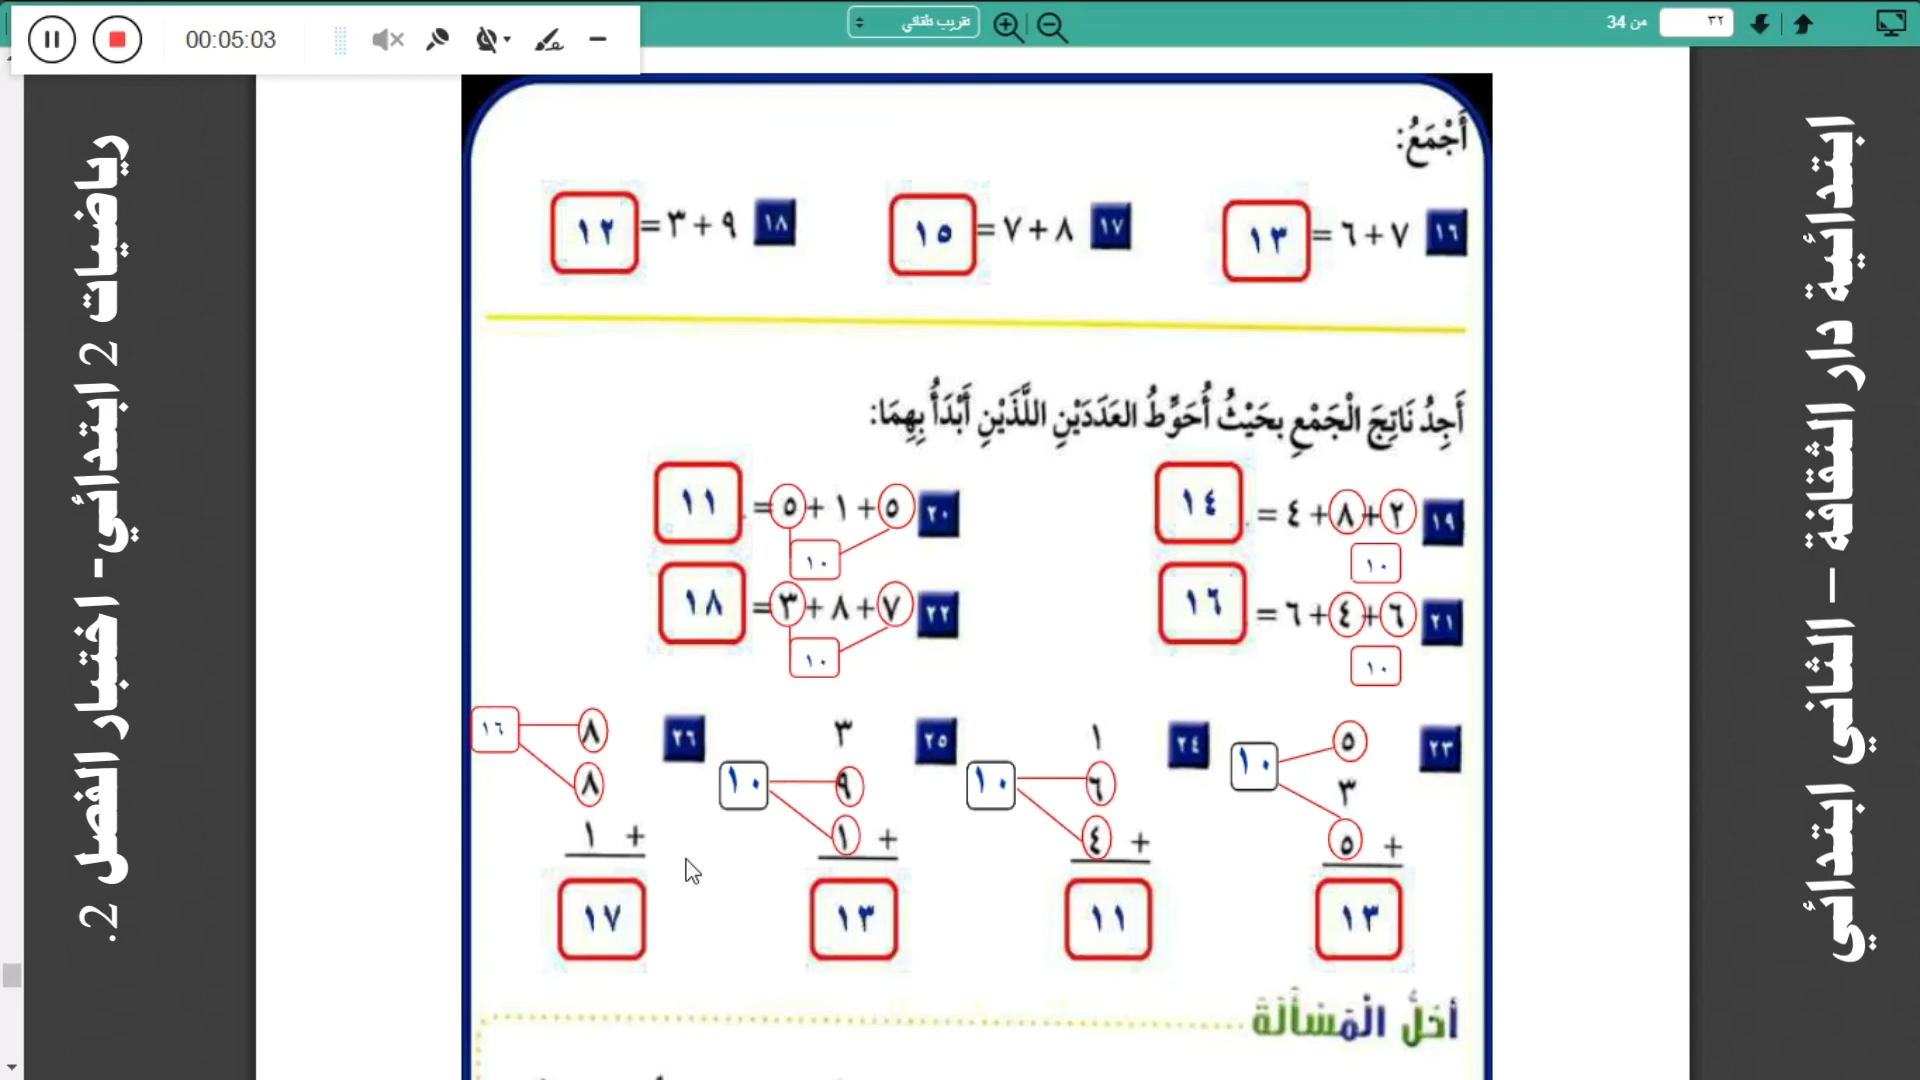 00:05:03
تقريب تلقائي
٣٢
من 34
ابتدائية دار الثقافة – الثاني ابتدائي
رياضيات 2 ابتدائي- اختبار الفصل 2.
أَجْمَعُ:
١٦ ٧ + ٦ = ١٣
١٧ ٨ + ٧ = ١٥
١٨ ٩ + ٣ = ١٢
أَجِدُ نَاتِجَ الْجَمْعِ بِحَيْثُ أُحَوِّطُ العَدَدَيْنِ اللَّذَيْنِ أَبْدَأُ بِهِمَا:
١٩ ٢ + ٨ + ٤ = ١٤
١٠
٢٠ ٥ + ١ + ٥ = ١١
١٠
٢١ ٦ + ٤ + ٦ = ١٦
١٠
٢٢ ٧ + ٨ + ٣ = ١٨
١٠
٢٣
٥
١٠
٣
+ ٥
١٣
٢٤
١
٦
١٠
+ ٤
١١
٢٥
٣
٩
١٠
+ ١
١٣
٢٦
٨
١٦
٨
+ ١
١٧
أَحُلُّ الْمَسْأَلَةَ